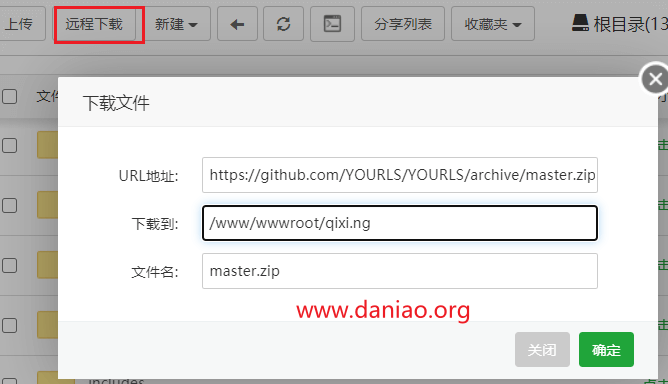 上传 远程下载 新建 分享列表 收藏夹 根目录(13
文件
下载文件
URL地址: https://github.com/YOURLS/YOURLS/archive/master.zip
下载到: /www/wwwroot/qixi.ng
文件名: master.zip
www.daniao.org
关闭 确定
includes